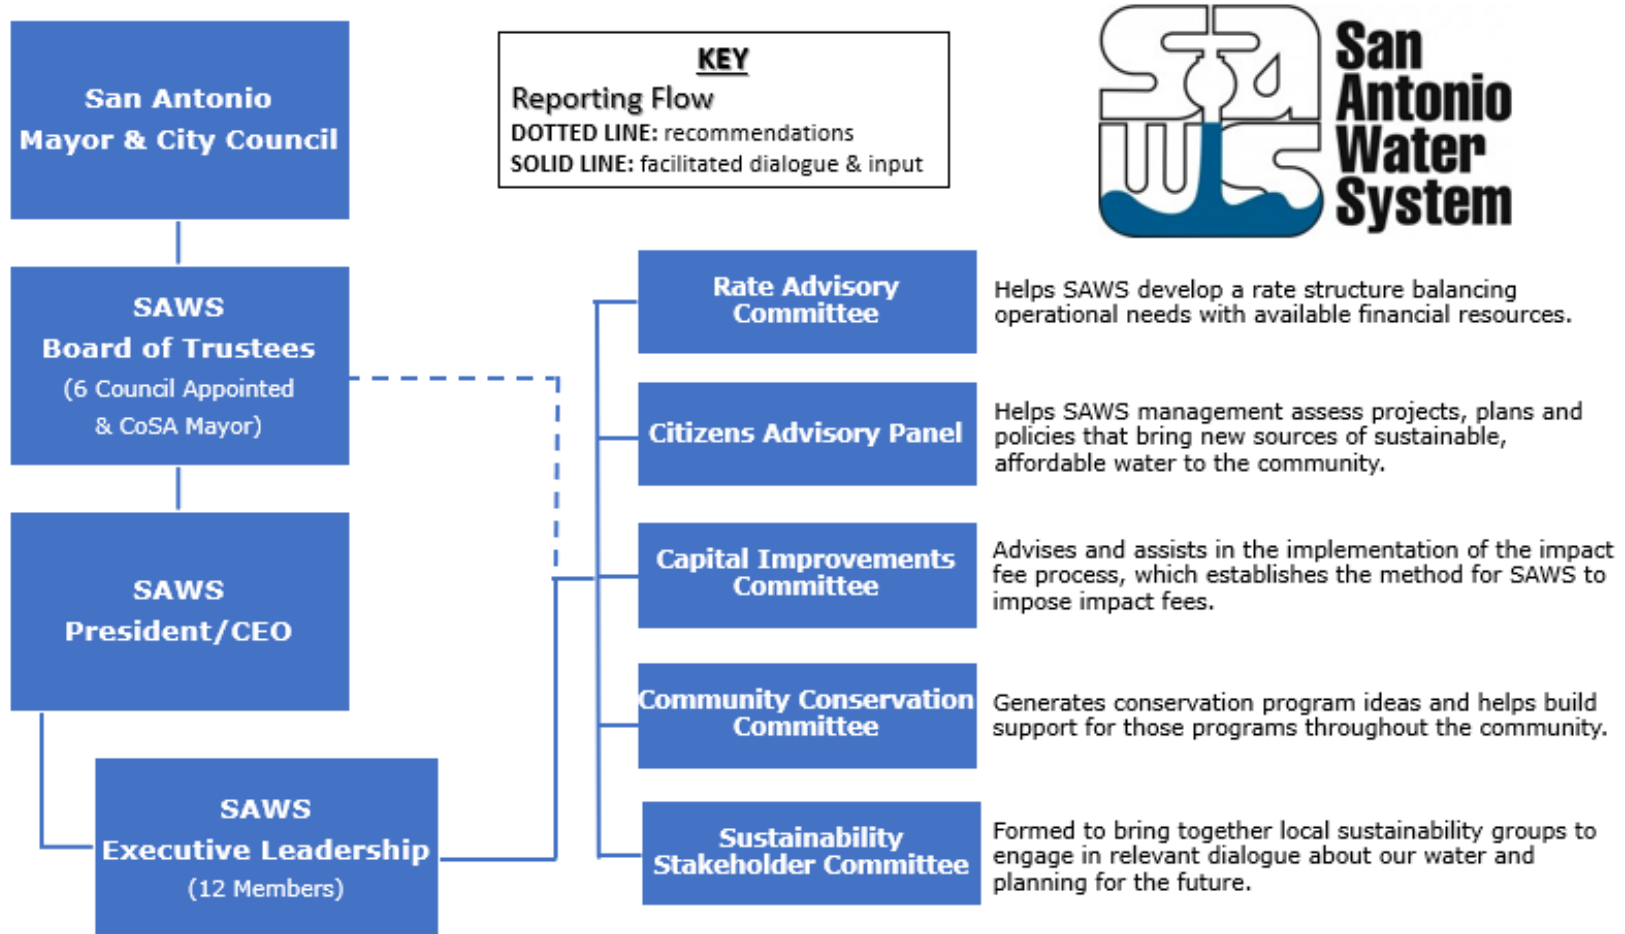 San Antonio
Mayor & City Council
SAWS
Board of Trustees
(6 Council Appointed
& CoSA Mayor)
SAWS
President/CEO
SAWS
Executive Leadership
(12 Members)
KEY
Reporting Flow
DOTTED LINE: recommendations
SOLID LINE: facilitated dialogue & input
saws
San
Antonio
Water
System
Rate Advisory
Committee
Helps SAWS develop a rate structure balancing
operational needs with available financial resources.
Citizens Advisory Panel
Helps SAWS management assess projects, plans and
policies that bring new sources of sustainable,
affordable water to the community.
Capital Improvements
Committee
Advises and assists in the implementation of the impact
fee process, which establishes the method for SAWS to
impose impact fees.
Community Conservation
Committee
Generates conservation program ideas and helps build
support for those programs throughout the community.
Sustainability
Stakeholder Committee
Formed to bring together local sustainability groups to
engage in relevant dialogue about our water and
planning for the future.